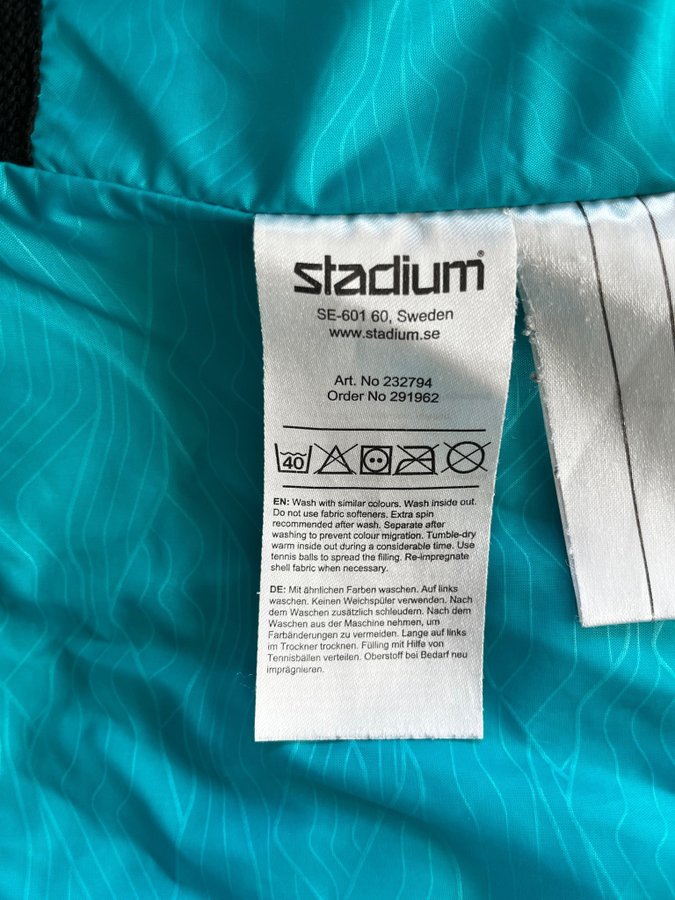 stadium®
SE-601 60, Sweden
www.stadium.se
Art. No 232794
Order No 291962
40
EN: Wash with similar colours. Wash inside out.
Do not use fabric softeners. Extra spin
recommended after wash. Separate after
washing to prevent colour migration. Tumble-dry
warm inside out during a considerable time. Use
tennis balls to spread the filling. Re-impregnate
shell fabric when necessary.
DE: Mit ähnlichen Farben waschen. Auf links
waschen. Keinen Weichspüler verwenden. Nach
dem Waschen zusätzlich schleudern. Nach dem
Waschen aus der Maschine nehmen, um
Farbänderungen zu vermeiden. Lange auf links
im Trockner trocknen. Fülling mit Hilfe von
Tennisbällen verteilen. Oberstoff bei Bedarf neu
imprägnieren.